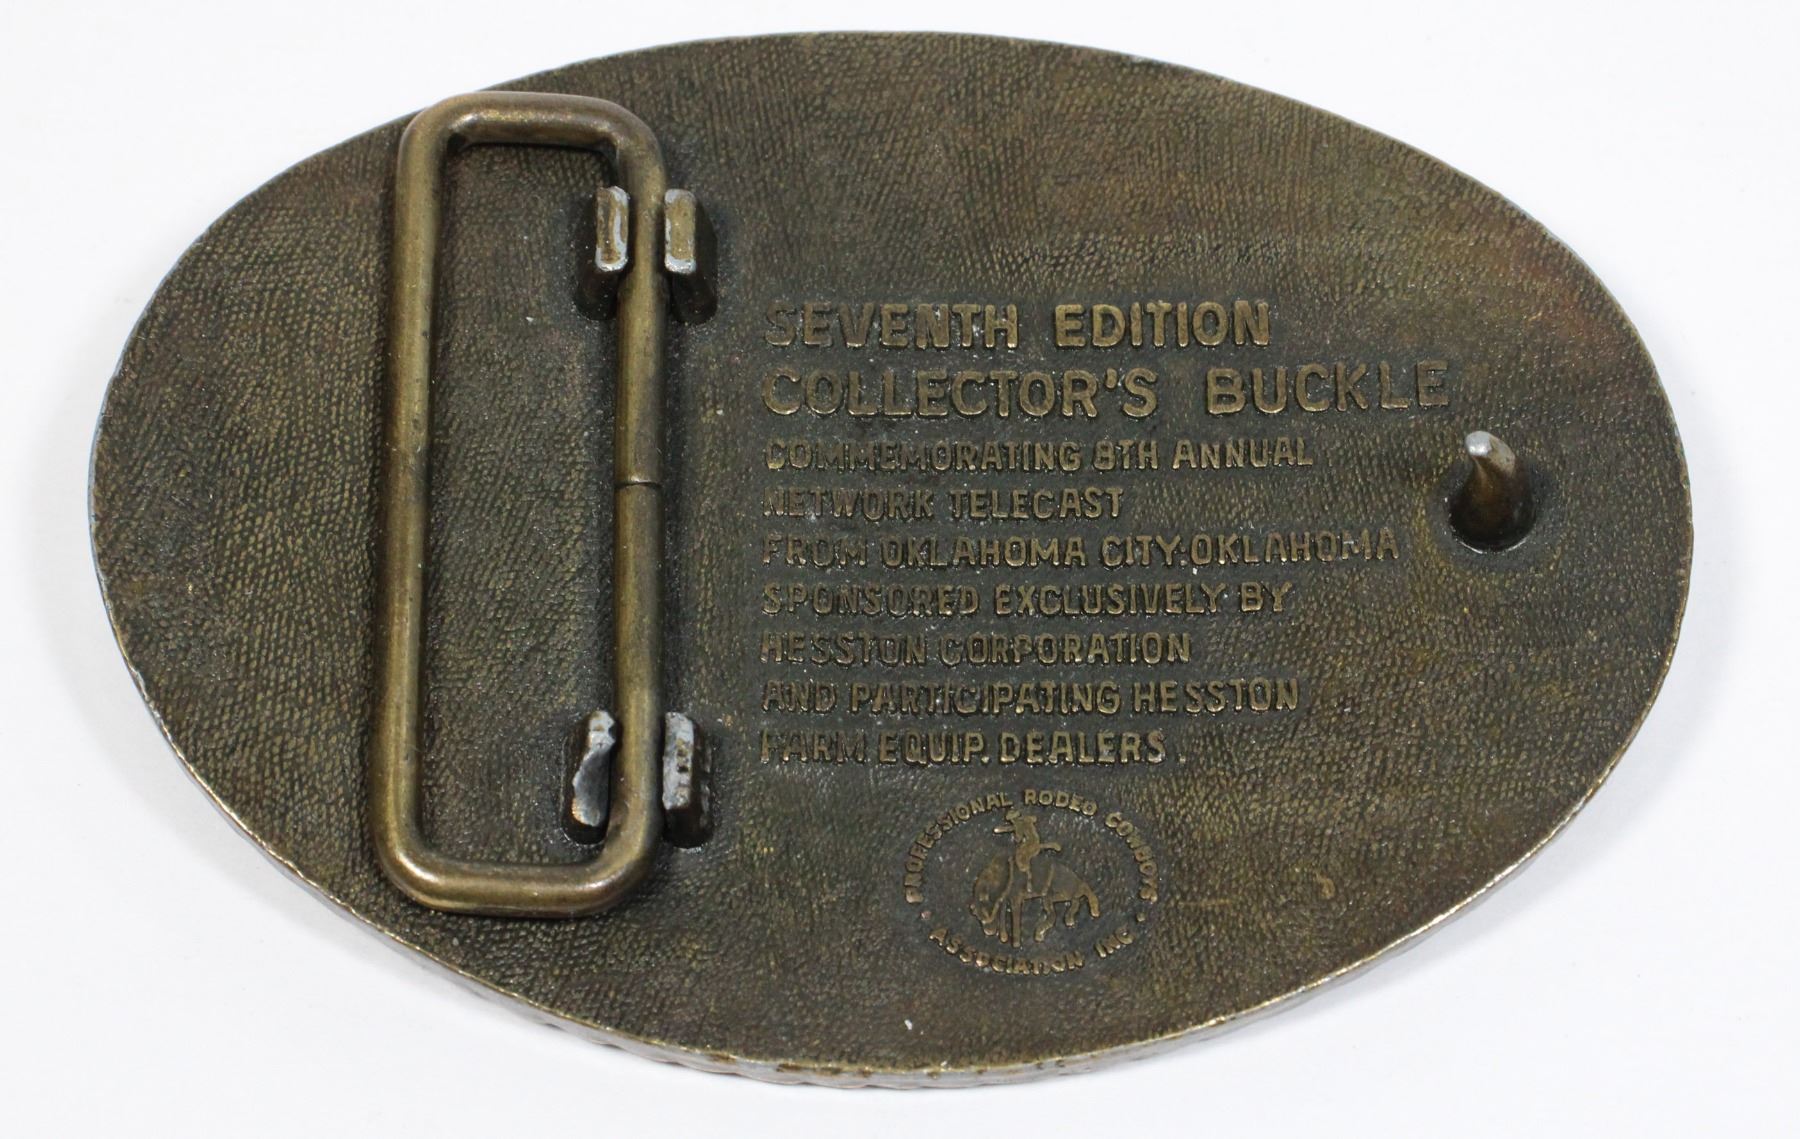 SEVENTH EDITION
COLLECTOR'S BUCKLE
COMMEMORATING 8TH ANNUAL
NETWORK TELECAST
FROM OKLAHOMA CITY, OKLAHOMA
SPONSORED EXCLUSIVELY BY
HESSTON CORPORATION
AND PARTICIPATING HESSTON
FARM EQUIP. DEALERS.
PROFESSIONAL RODEO COWBOYS
ASSOCIATION INC